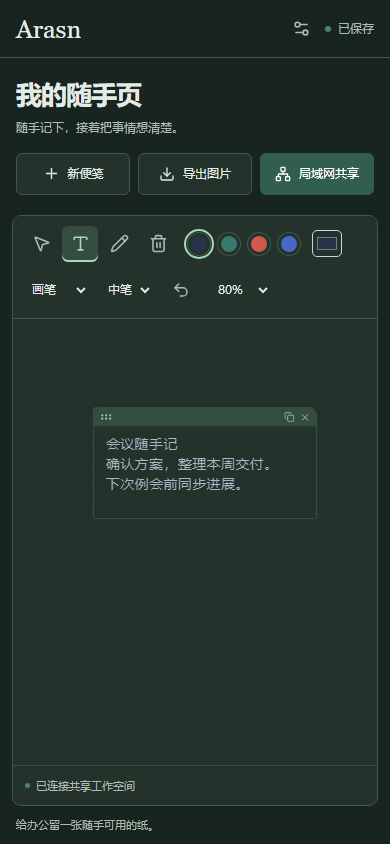 Arasn
已保存
我的随手页
随手记下，接着把事情想清楚。
新便笺
导出图片
局域网共享
画笔
中笔
80%
会议随手记
确认方案，整理本周交付。
下次例会前同步进展。
已连接共享工作空间
给办公留一张随手可用的纸。